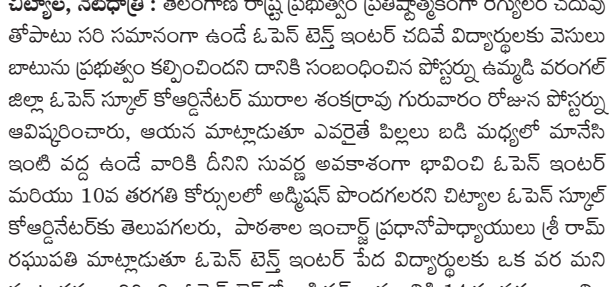 చిట్యాల, నేటిధాత్రి : తెలంగాణ రాష్ట్ర ప్రభుత్వం ప్రతిష్టాత్మకంగా రెగ్యులర్ చదువు
తోపాటు సరి సమానంగా ఉండే ఓపెన్ టెన్త్ ఇంటర్ చదివే విద్యార్థులకు వెసులు
బాటును ప్రభుత్వం కల్పించిందని దానికి సంబంధించిన పోస్టర్ను ఉమ్మడి వరంగల్
జిల్లా ఓపెన్ స్కూల్ కోఆర్డినేటర్ మురాల శంకర్రావు గురువారం రోజున పోస్టర్ను
ఆవిష్కరించారు, ఆయన మాట్లాడుతూ ఎవరైతే పిల్లలు బడి మధ్యలో మానేసి
ఇంటి వద్ద ఉండే వారికి దీనిని సువర్ణ అవకాశంగా భావించి ఓపెన్ ఇంటర్
మరియు 10వ తరగతి కోర్సులలో అడ్మిషన్ పొందగలరని చిట్యాల ఓపెన్ స్కూల్
కోఆర్డినేటర్‌కు తెలుపగలరు, పాఠశాల ఇంచార్జ్ ప్రధానోపాధ్యాయులు శ్రీ రామ్
రఘుపతి మాట్లాడుతూ ఓపెన్ టెన్త్ ఇంటర్ పేద విద్యార్థులకు ఒక వర మని